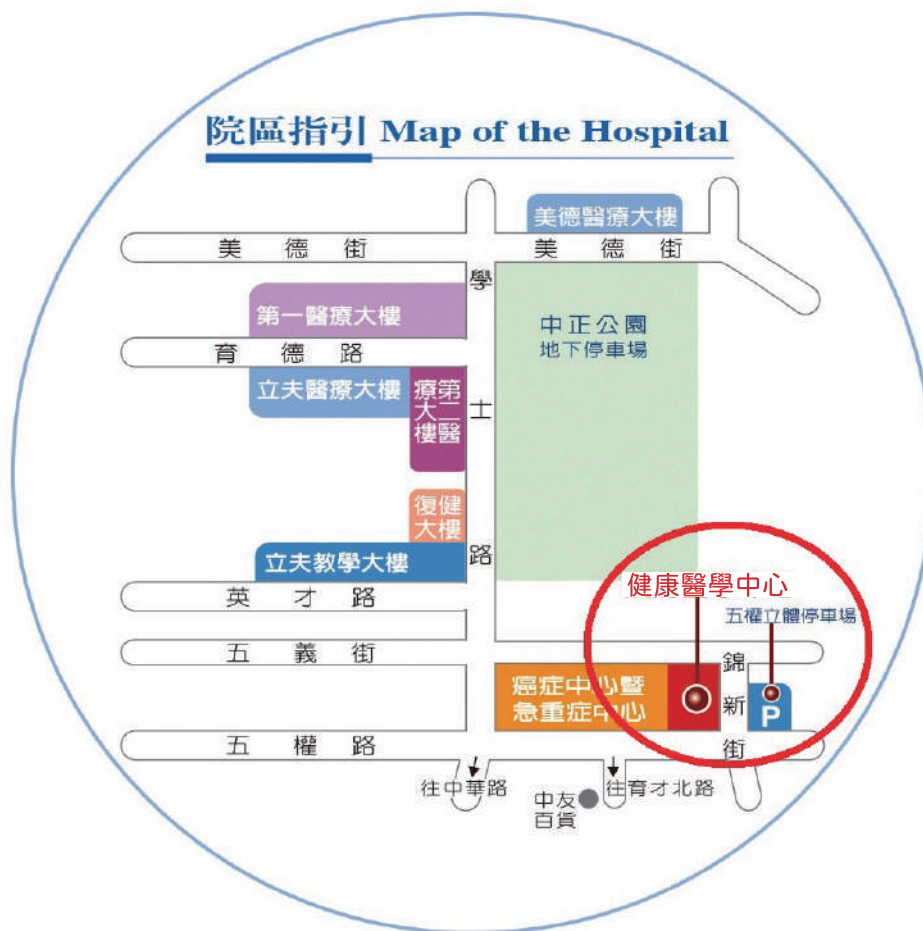 院區指引 Map of the Hospital
美德醫療大樓
美德街
美德街
學士路
第一醫療大樓
中正公園
地下停車場
育德路
立夫醫療大樓
第二醫
療大樓
復健
大樓
立夫教學大樓
英才路
健康醫學中心
五權立體停車場
五義街
錦新街
癌症中心暨
急重症中心
P
五權路
往中華路
中友
百貨
往育才北路